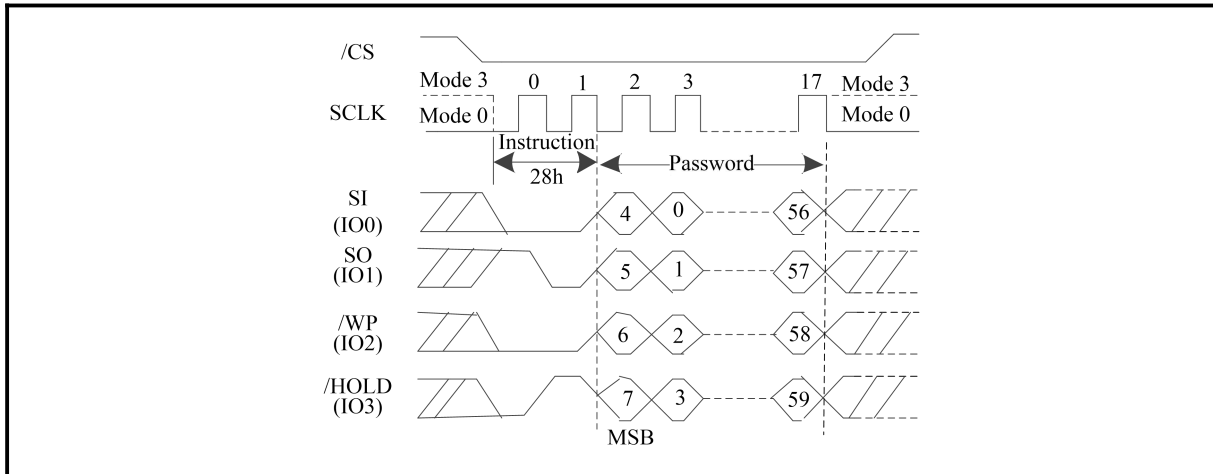 /CS
Mode 3 0 1 2 3 17 Mode 3
SCLK
Mode 0 Mode 0
Instruction
28h
Password
SI
(IO0)
4 0 56
SO
(IO1)
5 1 57
/WP
(IO2)
6 2 58
/HOLD
(IO3)
7 3 59
MSB